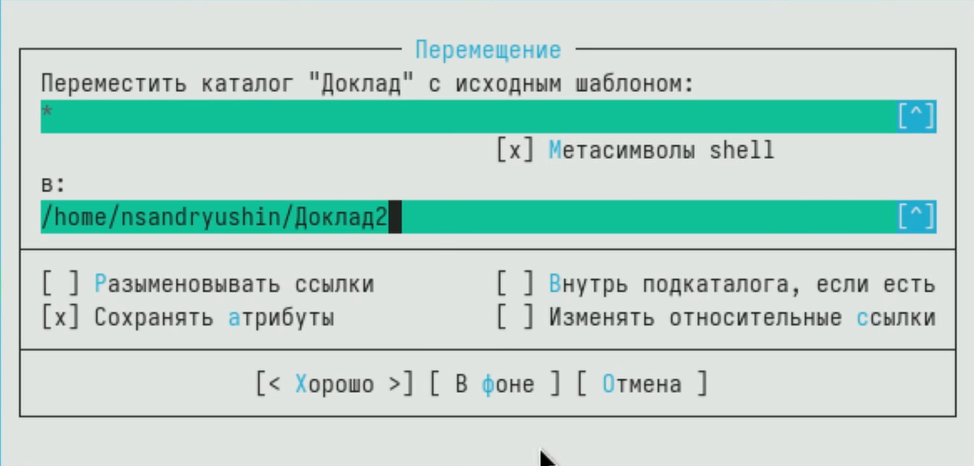 Перемещение
Переместить каталог "Доклад" с исходным шаблоном:
* [^]
[x] Метасимволы shell
в:
/home/nsandryushin/Доклад2 [^]
[ ] Разыменовывать ссылки [ ] Внутрь подкаталога, если есть
[x] Сохранять атрибуты [ ] Изменять относительные ссылки
[< Хорошо >] [ В фоне ] [ Отмена ]